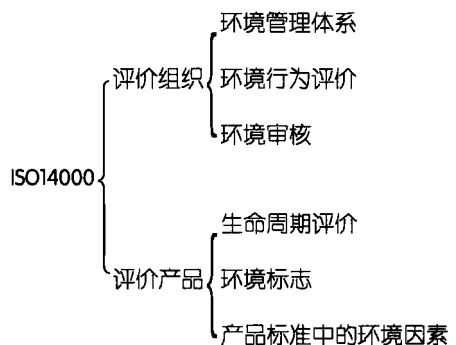 环境管理体系
评价组织
环境行为评价
环境审核
ISO14000
生命周期评价
评价产品
环境标志
产品标准中的环境因素